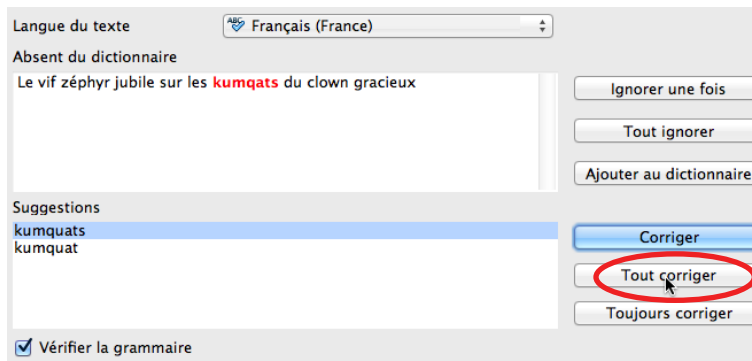 Langue du texte
Français (France)
Absent du dictionnaire
Le vif zéphyr jubile sur les kumqats du clown gracieux
Ignorer une fois
Tout ignorer
Ajouter au dictionnaire
Suggestions
kumquats
kumquat
Corriger
Tout corriger
Toujours corriger
Vérifier la grammaire